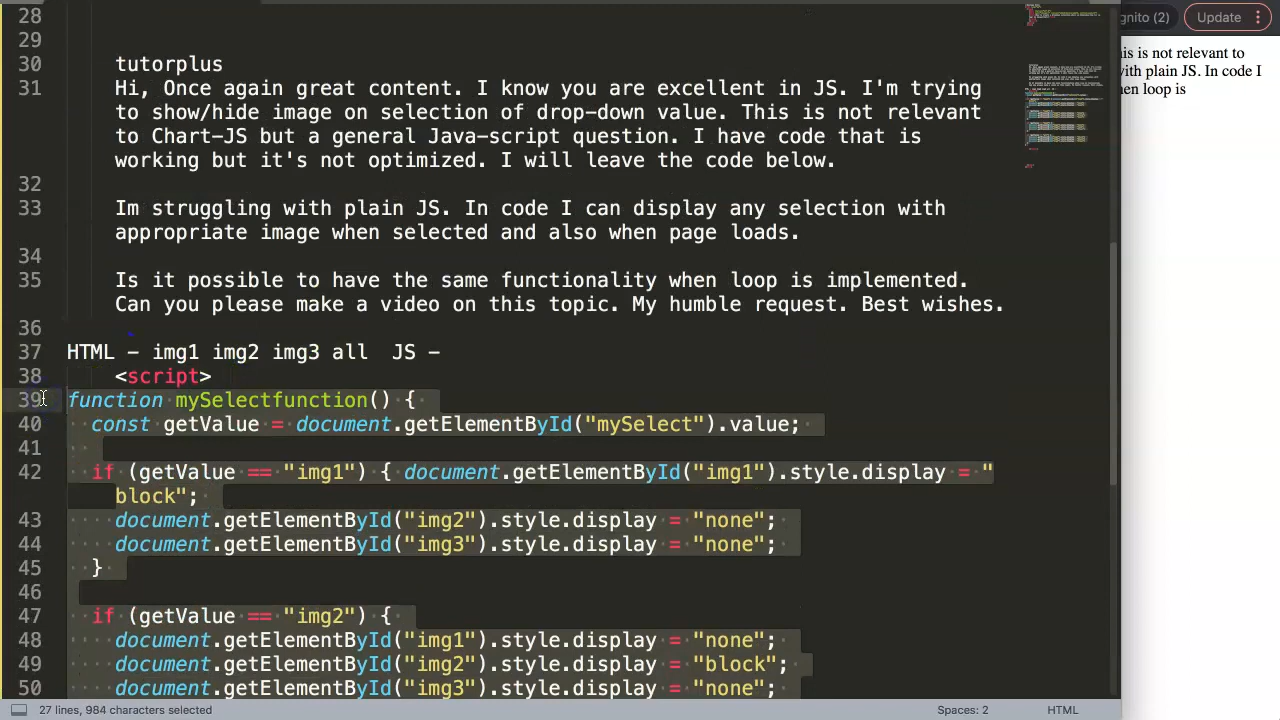 28
gnito (2)
Update
29
30 tutorplus
31 Hi, Once again great content. I know you are excellent in JS. I'm trying
to show/hide image on selection of drop-down value. This is not relevant
to Chart-JS but a general Java-script question. I have code that is
working but it's not optimized. I will leave the code below.
32
33 Im struggling with plain JS. In code I can display any selection with
appropriate image when selected and also when page loads.
34
35 Is it possible to have the same functionality when loop is implemented.
Can you please make a video on this topic. My humble request. Best wishes.
36
37 HTML - img1 img2 img3 all  JS -
38 <script>
39 function mySelectfunction() {
40 const getValue = document.getElementById("mySelect").value;
41
42 if (getValue == "img1") { document.getElementById("img1").style.display = "
block";
43 document.getElementById("img2").style.display = "none";
44 document.getElementById("img3").style.display = "none";
45 }
46
47 if (getValue == "img2") {
48 document.getElementById("img1").style.display = "none";
49 document.getElementById("img2").style.display = "block";
50 document.getElementById("img3").style.display = "none";
27 lines, 984 characters selected
Spaces: 2
HTML
is is not relevant to
with plain JS. In code I
hen loop is